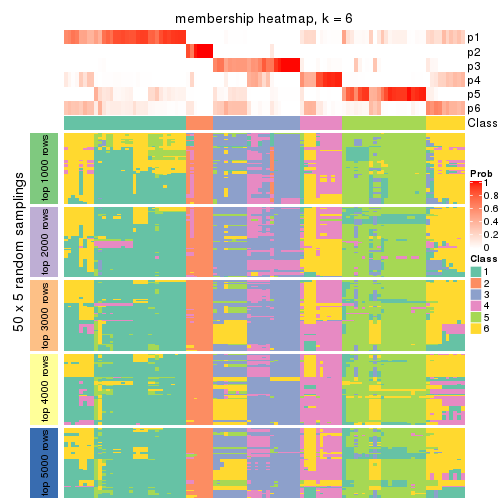 membership heatmap, k = 6
p1
p2
p3
p4
p5
p6
Class
50 x 5 random samplings
top 1000 rows
top 2000 rows
top 3000 rows
top 4000 rows
top 5000 rows
Prob
1
0.8
0.6
0.4
0.2
0
Class
1
2
3
4
5
6